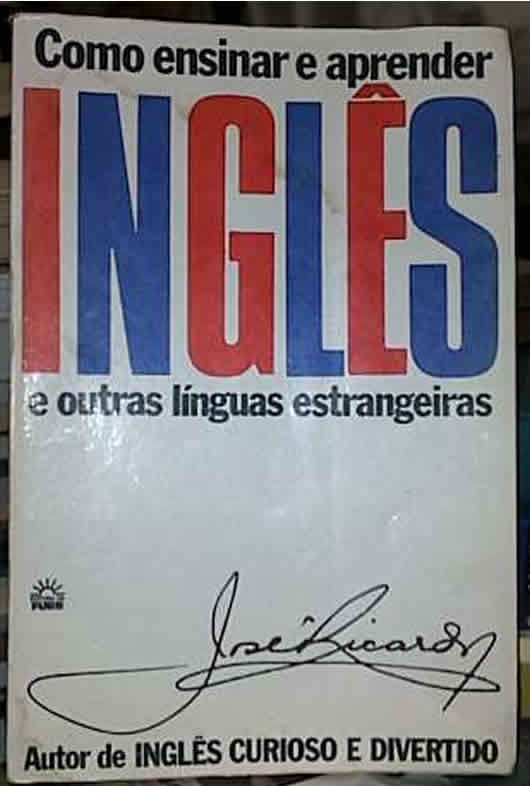 Como ensinar e aprender
INGLÊS
e outras línguas estrangeiras
José Ricardo
Autor de INGLÊS CURIOSO E DIVERTIDO